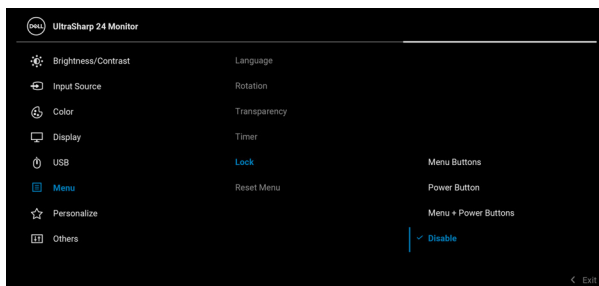 DELL UltraSharp 24 Monitor
Brightness/Contrast Language
Input Source Rotation
Color Transparency
Display Timer
USB Lock Menu Buttons
Menu Reset Menu Power Button
Personalize Menu + Power Buttons
Others Disable
Exit